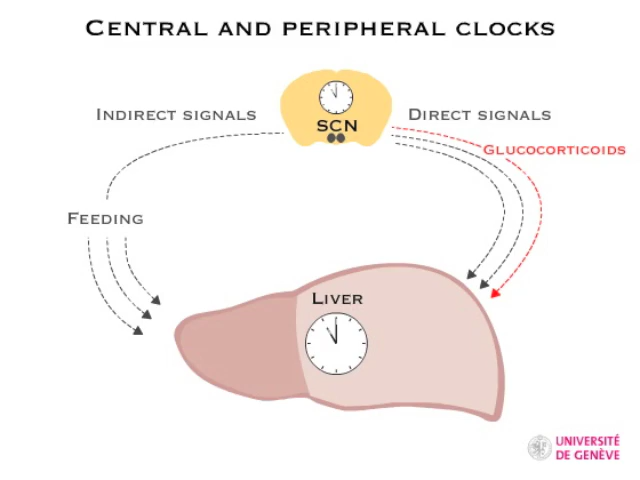 CENTRAL AND PERIPHERAL CLOCKS
INDIRECT SIGNALS
DIRECT SIGNALS
SCN
GLUCOCORTICOIDS
FEEDING
LIVER
UNIVERSITÉ
DE GENÈVE